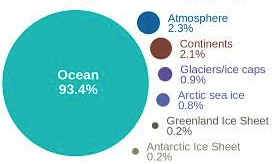 Ocean
93.4%
Atmosphere
2.3%
Continents
2.1%
Glaciers/ice caps
0.9%
Arctic sea ice
0.8%
Greenland Ice Sheet
0.2%
Antarctic Ice Sheet
0.2%